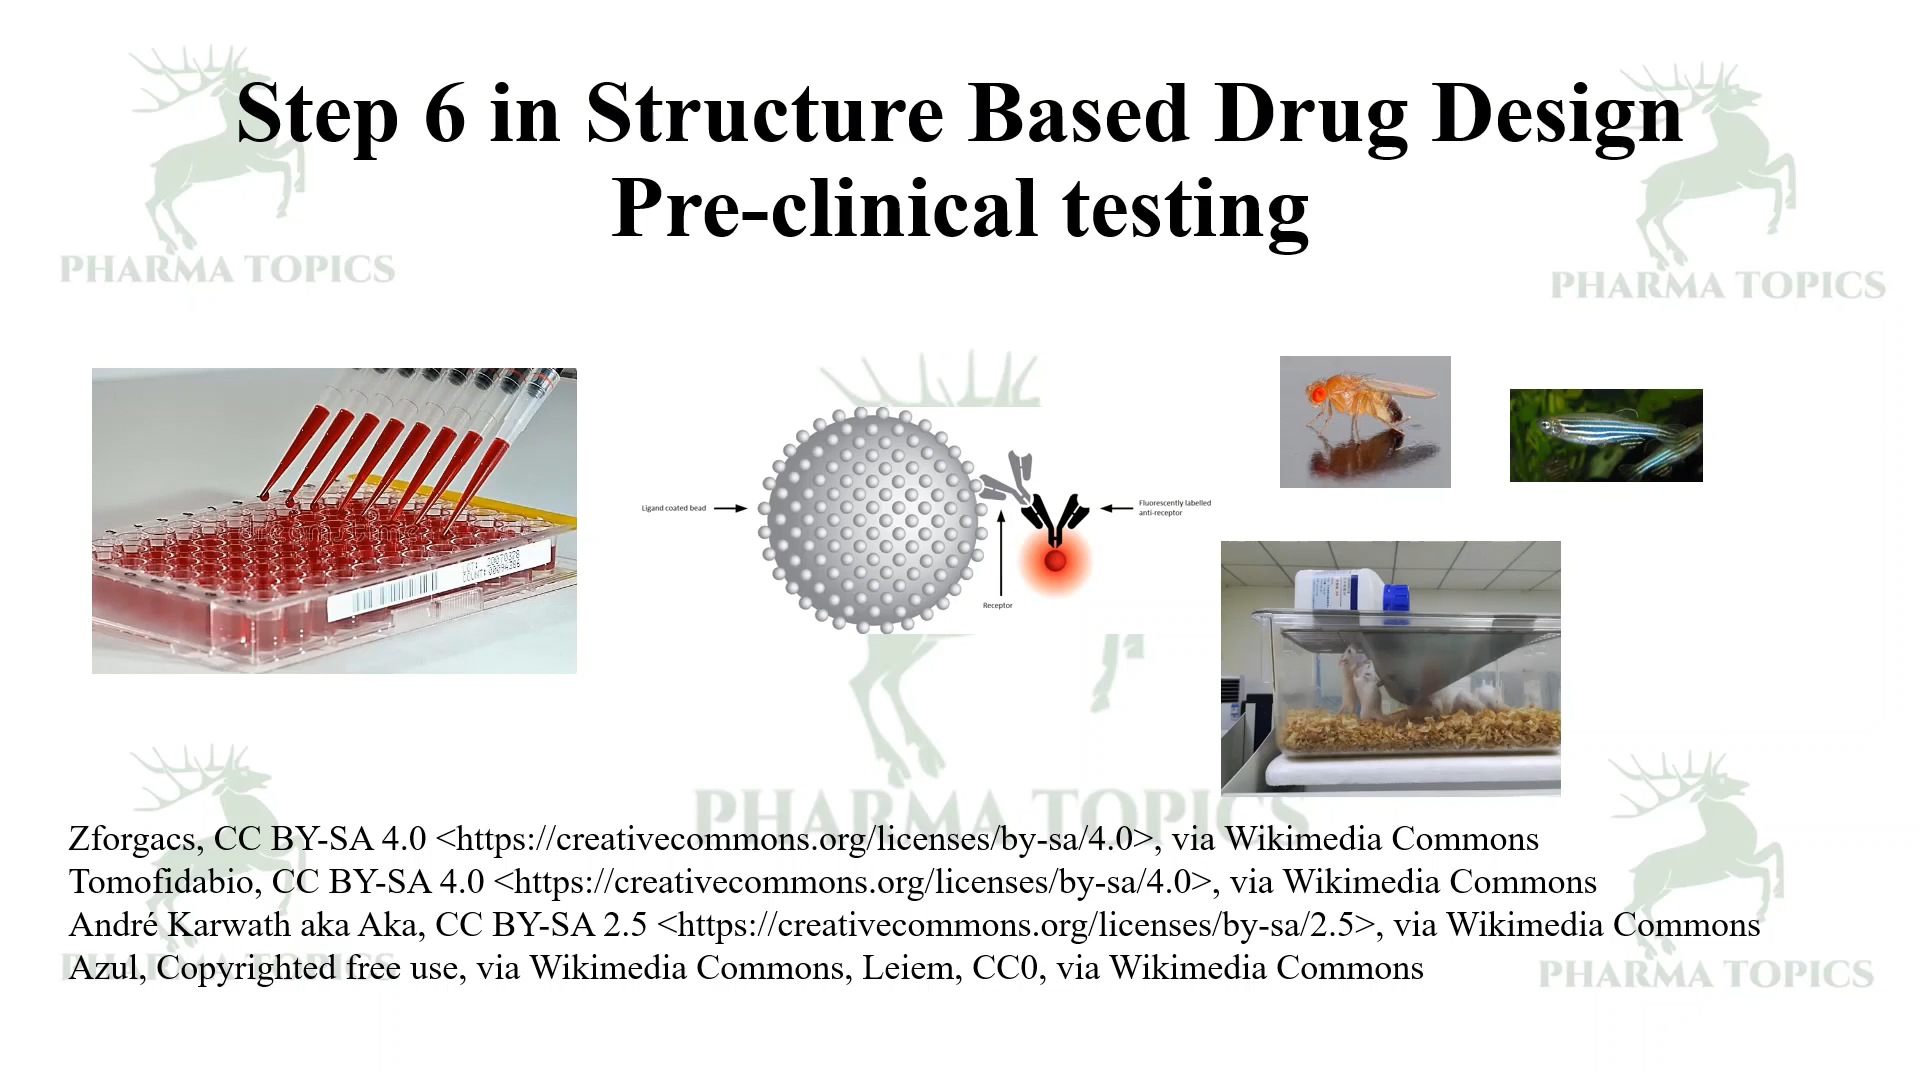 Step 6 in Structure Based Drug Design
Pre-clinical testing
PHARMA TOPICS
PHARMA TOPICS
Ligand coated bead
Fluorescently labelled
anti-receptor
Receptor
PHARMA TOPICS
Zforgacs, CC BY-SA 4.0 <https://creativecommons.org/licenses/by-sa/4.0>, via Wikimedia Commons
Tomofidabio, CC BY-SA 4.0 <https://creativecommons.org/licenses/by-sa/4.0>, via Wikimedia Commons
André Karwath aka Aka, CC BY-SA 2.5 <https://creativecommons.org/licenses/by-sa/2.5>, via Wikimedia Commons
Azul, Copyrighted free use, via Wikimedia Commons, Leiem, CC0, via Wikimedia Commons
PHARMA TOPICS
PHARMA TOPICS